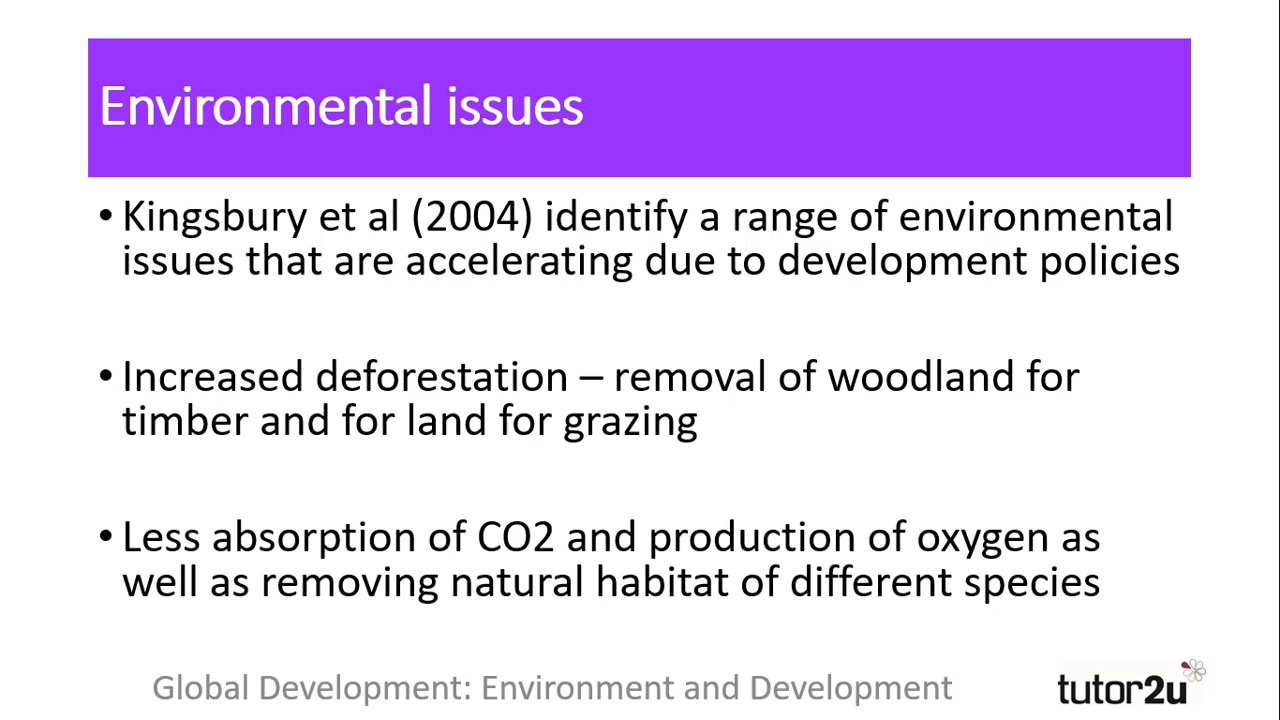 Environmental issues
• Kingsbury et al (2004) identify a range of environmental
issues that are accelerating due to development policies
• Increased deforestation – removal of woodland for
timber and for land for grazing
• Less absorption of CO2 and production of oxygen as
well as removing natural habitat of different species
Global Development: Environment and Development
tutor2u